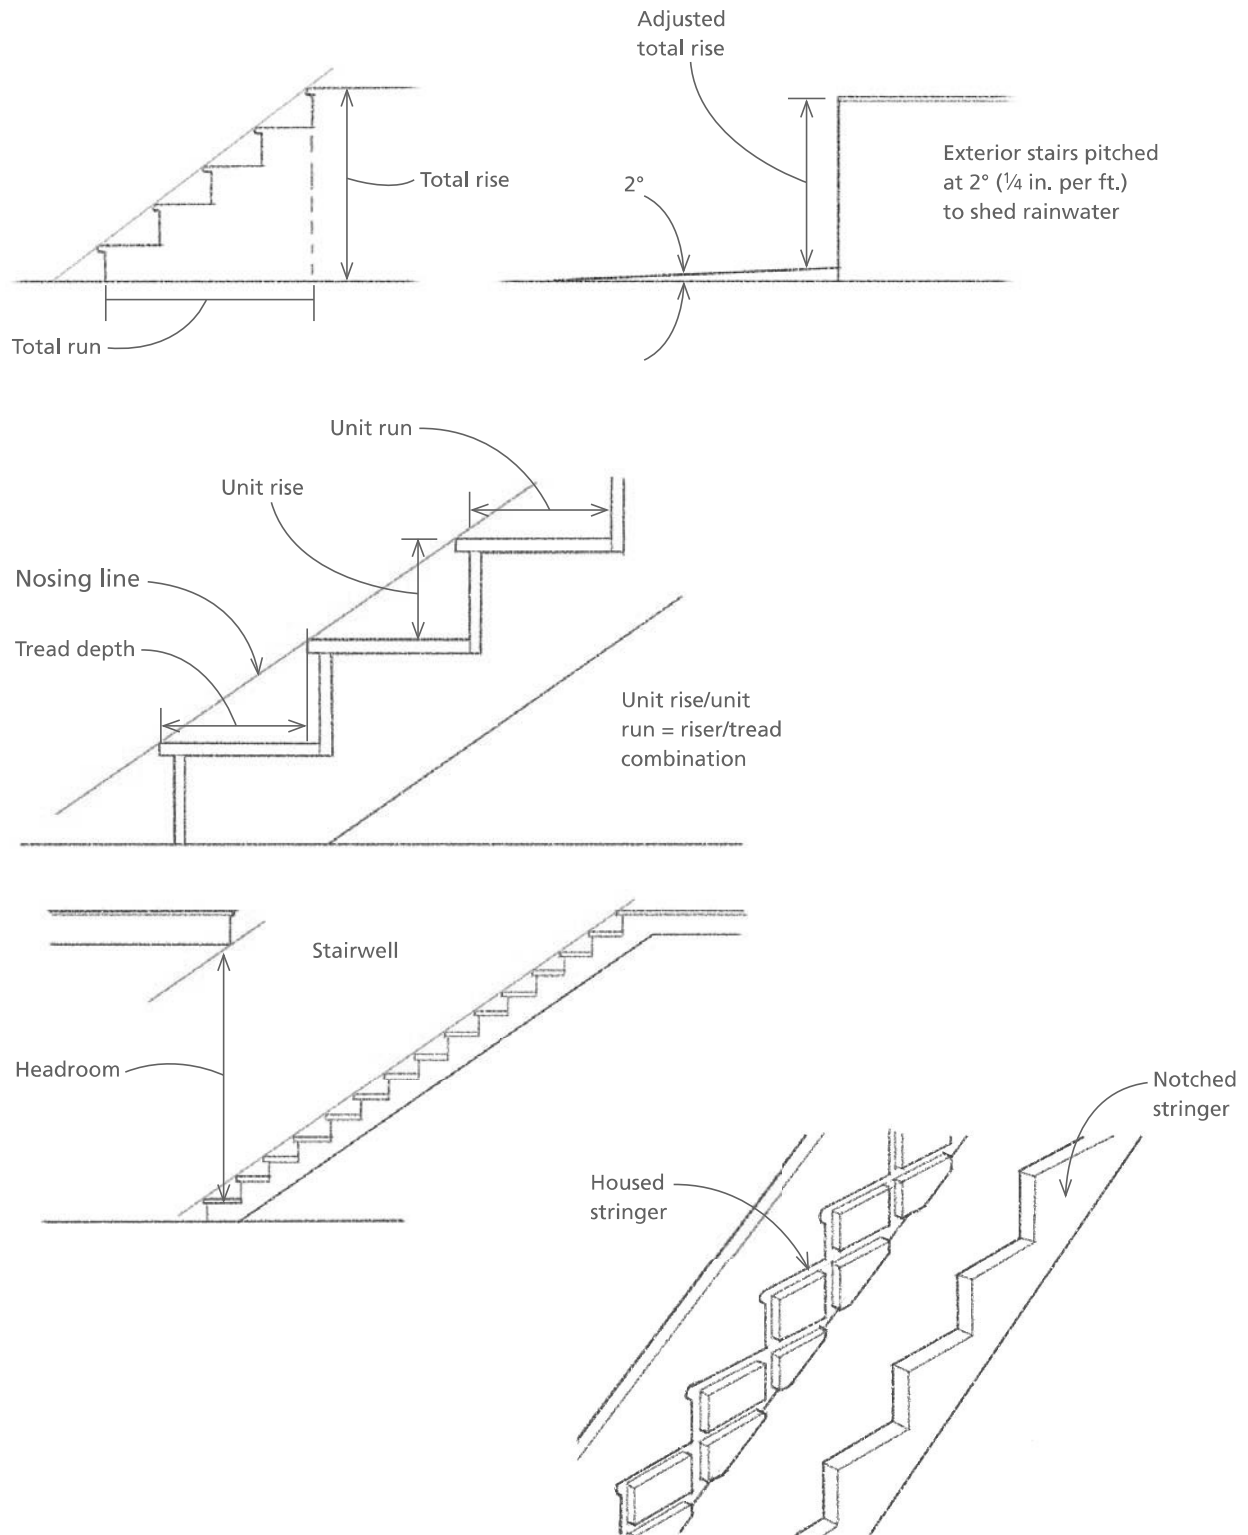 Adjusted
total rise
Total rise
2°
Exterior stairs pitched
at 2° (¼ in. per ft.)
to shed rainwater
Total run
Unit run
Unit rise
Nosing line
Tread depth
Unit rise/unit
run = riser/tread
combination
Stairwell
Headroom
Notched
stringer
Housed
stringer